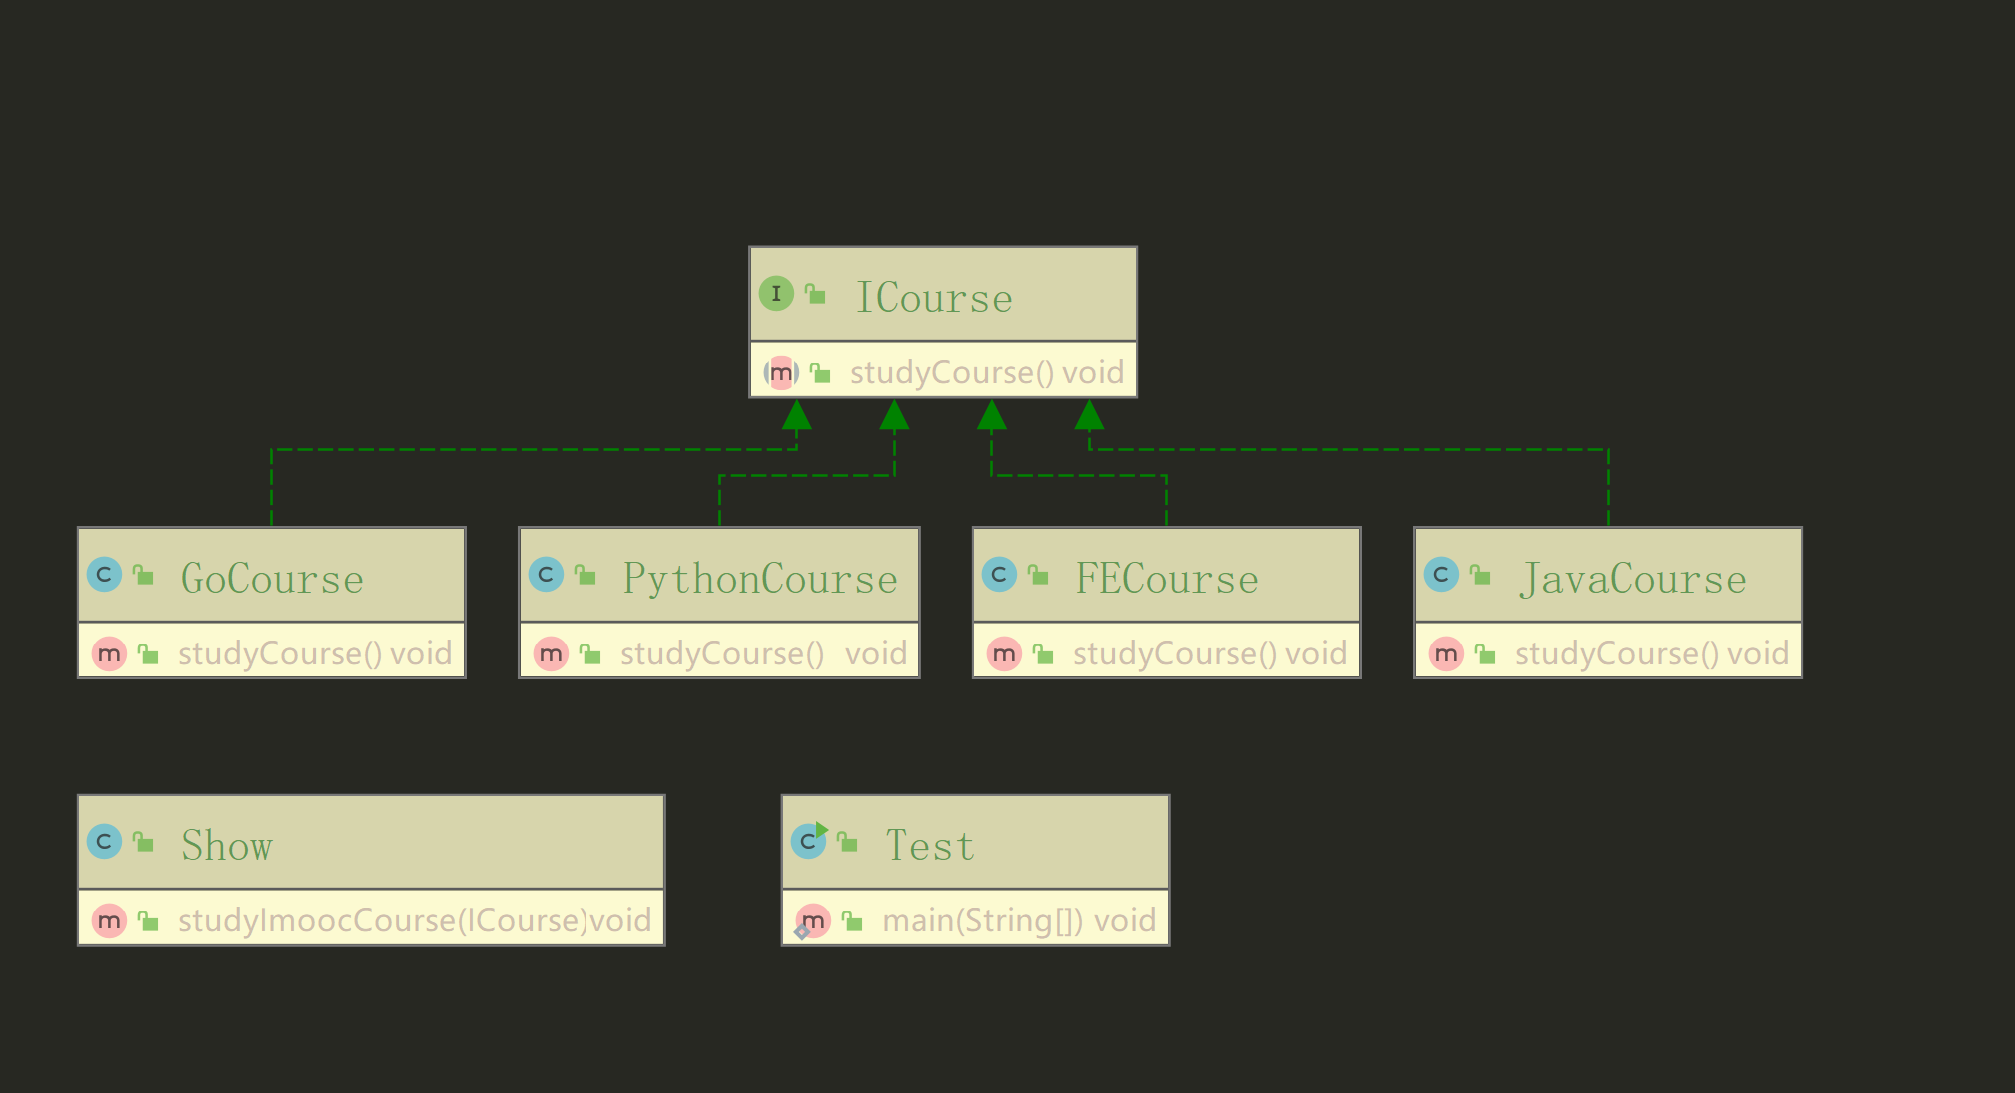 I ICourse
m studyCourse() void
C GoCourse
m studyCourse() void
C PythonCourse
m studyCourse() void
C FECourse
m studyCourse() void
C JavaCourse
m studyCourse() void
C Show
m studyImoocCourse(ICourse)void
C Test
m main(String[]) void